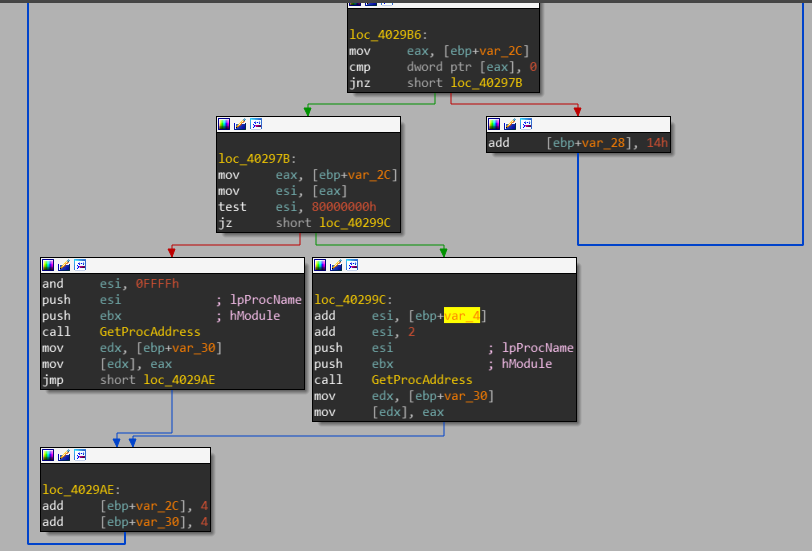 loc_4029B6:
mov eax, [ebp+var_2C]
cmp dword ptr [eax], 0
jnz short loc_40297B
loc_40297B:
mov eax, [ebp+var_2C]
mov esi, [eax]
test esi, 80000000h
jz short loc_40299C
add [ebp+var_28], 14h
and esi, 0FFFFh
push esi ; lpProcName
push ebx ; hModule
call GetProcAddress
mov edx, [ebp+var_30]
mov [edx], eax
jmp short loc_4029AE
loc_40299C:
add esi, [ebp+var_4]
add esi, 2
push esi ; lpProcName
push ebx ; hModule
call GetProcAddress
mov edx, [ebp+var_30]
mov [edx], eax
loc_4029AE:
add [ebp+var_2C], 4
add [ebp+var_30], 4